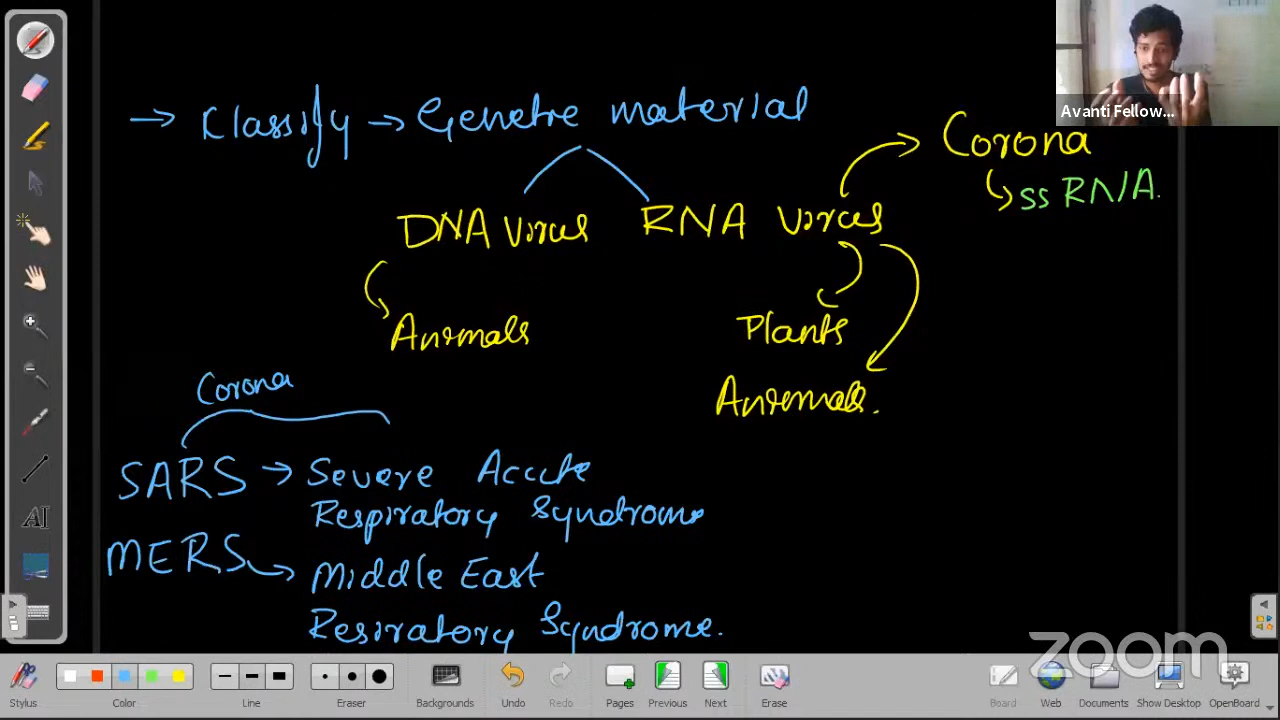 → Classify → Genetic material
Avanti Fellow...
Corona
ss RNA.
DNA Virus RNA Virus
Animals
Plants
Animals.
Corona
SARS → Severe Accute
Respiratory Syndrome
MERS → Middle East
Resiratory Syndrome.
zoom
Stylus Color Line Eraser Backgrounds Undo Redo Pages Previous Next Erase Board Web Documents Show Desktop OpenBoard